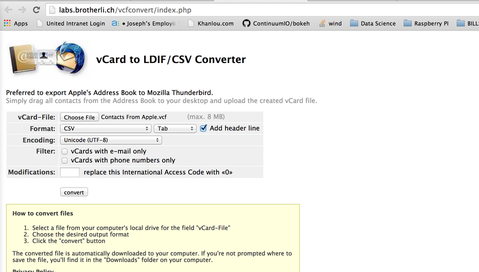 labs.brotherli.ch/vcfconvert/index.php
Apps United Intranet Login • Joseph's Employ Khanlou.com ContinuumIO/bokeh wind Data Science Raspberry Pi BILL
vCard to LDIF/CSV Converter
Preferred to export Apple's Address Book to Mozilla Thunderbird.
Simply drag all contacts from the Address Book to your desktop and upload the created vCard file.
vCard-File: Choose File Contacts From Apple.vcf (max. 8 MB)
Format: CSV Tab Add header line
Encoding: Unicode (UTF-8)
Filter: vCards with e-mail only
vCards with phone numbers only
Modifications: replace this International Access Code with «0»
convert
How to convert files
1. Select a file from your computer's local drive for the field "vCard-File"
2. Choose the desired output format
3. Click the "convert" button
The converted file is automatically downloaded to your computer. If you're not prompted where to
save the file, you'll find it in the "Downloads" folder on your computer.
Privacy Policy